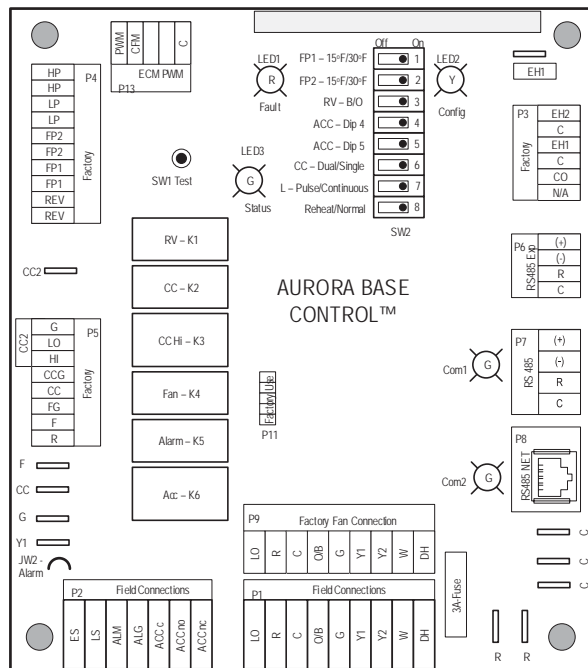 PWM
CFM
C
ECM PWM
P13
LED1
R
Fault
Off On
FP1 – 15ºF/30ºF 1
FP2 – 15ºF/30ºF 2
RV – B/O 3
ACC – Dip 4 4
ACC – Dip 5 5
CC – Dual/Single 6
L – Pulse/Continuous 7
Reheat/Normal 8
SW2
LED2
Y
Config
EH1
P4
HP
HP
LP
LP
FP2
FP2
FP1
FP1
REV
REV
Factory
SW1 Test
LED3
G
Status
P3
EH2
C
EH1
C
CO
N/A
Factory
RV – K1
CC – K2
CC Hi – K3
Fan – K4
Alarm – K5
Acc – K6
CC2
AURORA BASE
CONTROL™
P6
RS485 Exp
(+)
(-)
R
C
CC2
P5
G
LO
HI
CCG
CC
FG
F
R
Factory
Factory Use
P11
Com1
G
P7
RS 485
(+)
(-)
R
C
Com2
G
P8
RS485 NET
F
CC
G
Y1
JW2 -
Alarm
P9 Factory Fan Connection
LO R C O/B G Y1 Y2 W DH
P2 Field Connections
ES LS ALM ALG ACC c ACC no ACC nc
P1 Field Connections
LO R C O/B G Y1 Y2 W DH
3A-Fuse
C
C
C
R R